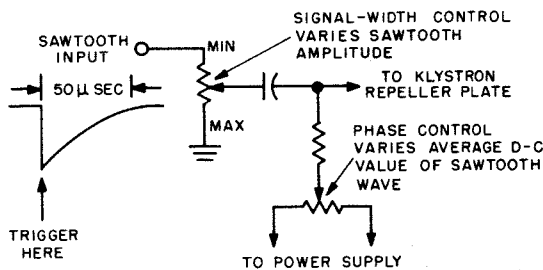 SIGNAL-WIDTH CONTROL
VARIES SAWTOOTH
AMPLITUDE
SAWTOOTH
INPUT
MIN
50 μ SEC
MAX
TO KLYSTRON
REPELLER PLATE
PHASE CONTROL
VARIES AVERAGE D-C
VALUE OF SAWTOOTH
WAVE
TRIGGER
HERE
TO POWER SUPPLY